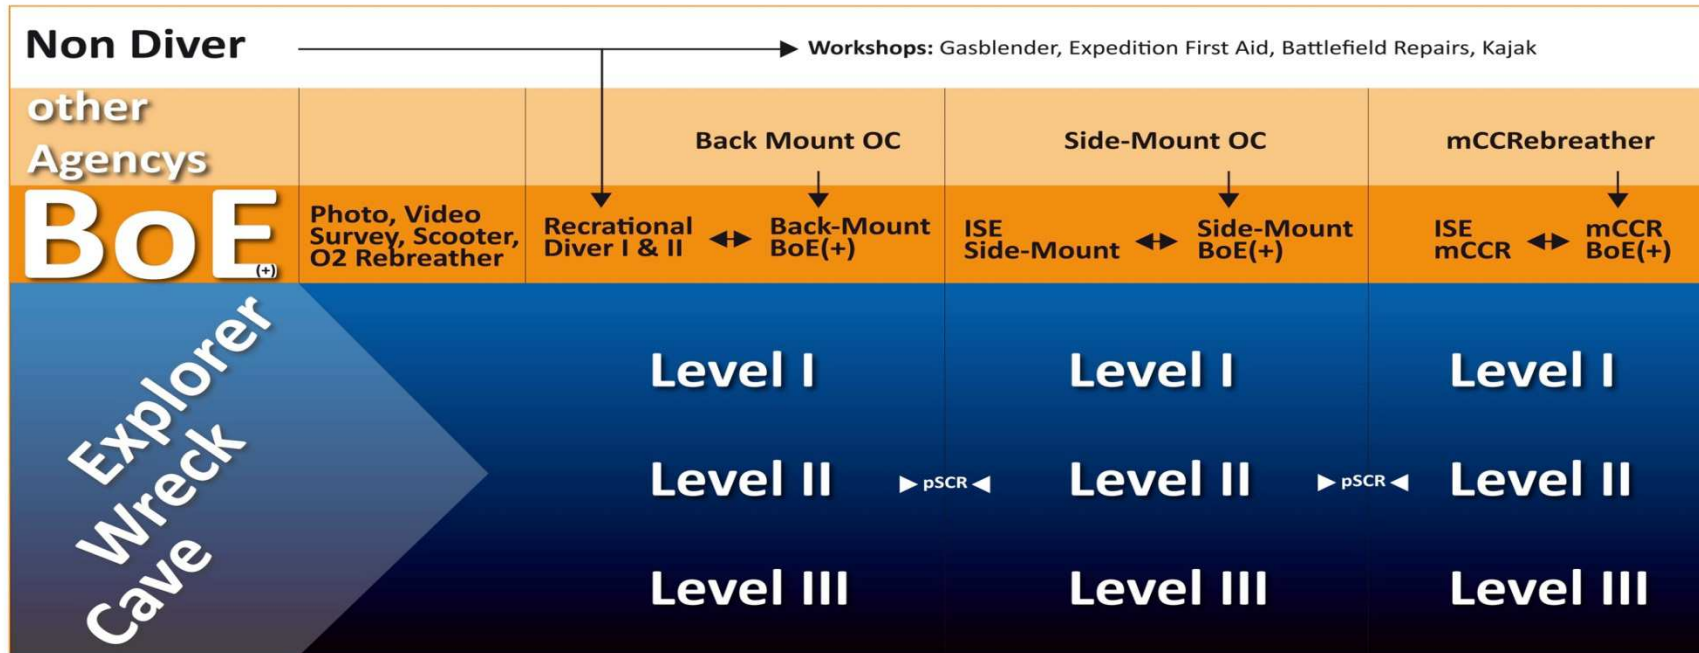 Non Diver
Workshops: Gasblender, Expedition First Aid, Battlefield Repairs, Kajak
other
Agencys
Back Mount OC
Side-Mount OC
mCCRebreather
BoE
(+)
Photo, Video
Survey, Scooter,
O2 Rebreather
Recrational
Diver I & II
Back-Mount
BoE(+)
ISE
Side-Mount
Side-Mount
BoE(+)
ISE
mCCR
mCCR
BoE(+)
Explorer
Wreck
Cave
Level I
Level I
Level I
Level II
pSCR
Level II
pSCR
Level II
Level III
Level III
Level III